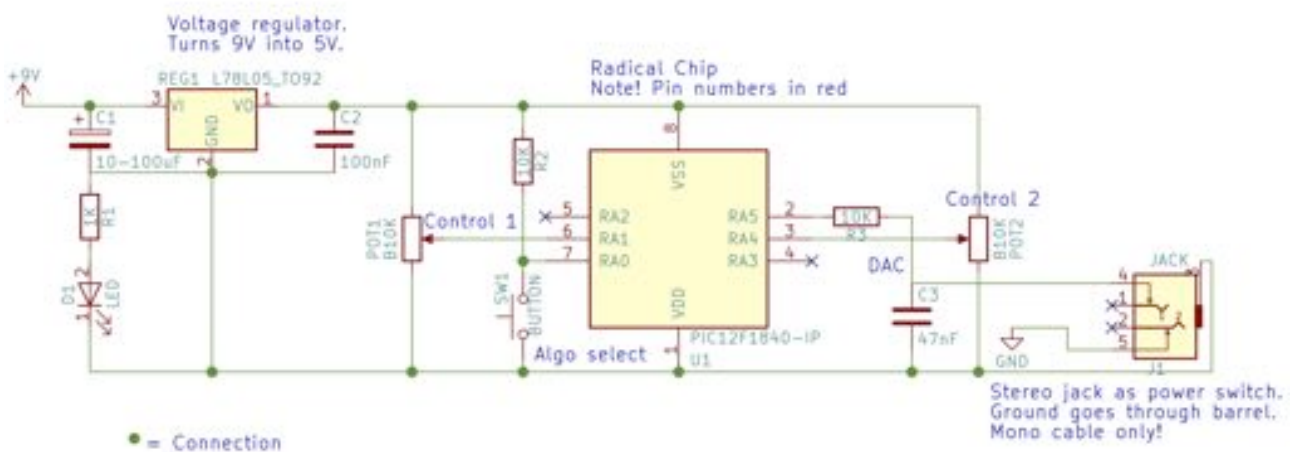 Voltage regulator.
Turns 9V into 5V.
+9V
REG1 L78L05_TO92
3 VI VO 1
GND
2
C1
+
10-100uF
C2
100nF
1K
R1
D1
LED
2
1
POT1
B10K
Control 1
10K
R2
SW1
BUTTON
Algo select
Radical Chip
Note! Pin numbers in red
8
VSS
5 RA2
6 RA1
7 RA0
RA5 2
RA4 3
RA3 4
VDD
1
PIC12F1840-IP
U1
10K
R3
DAC
C3
47nF
Control 2
B10K
POT2
JACK
4
1
2
5
J1
GND
Stereo jack as power switch.
Ground goes through barrel.
Mono cable only!
= Connection